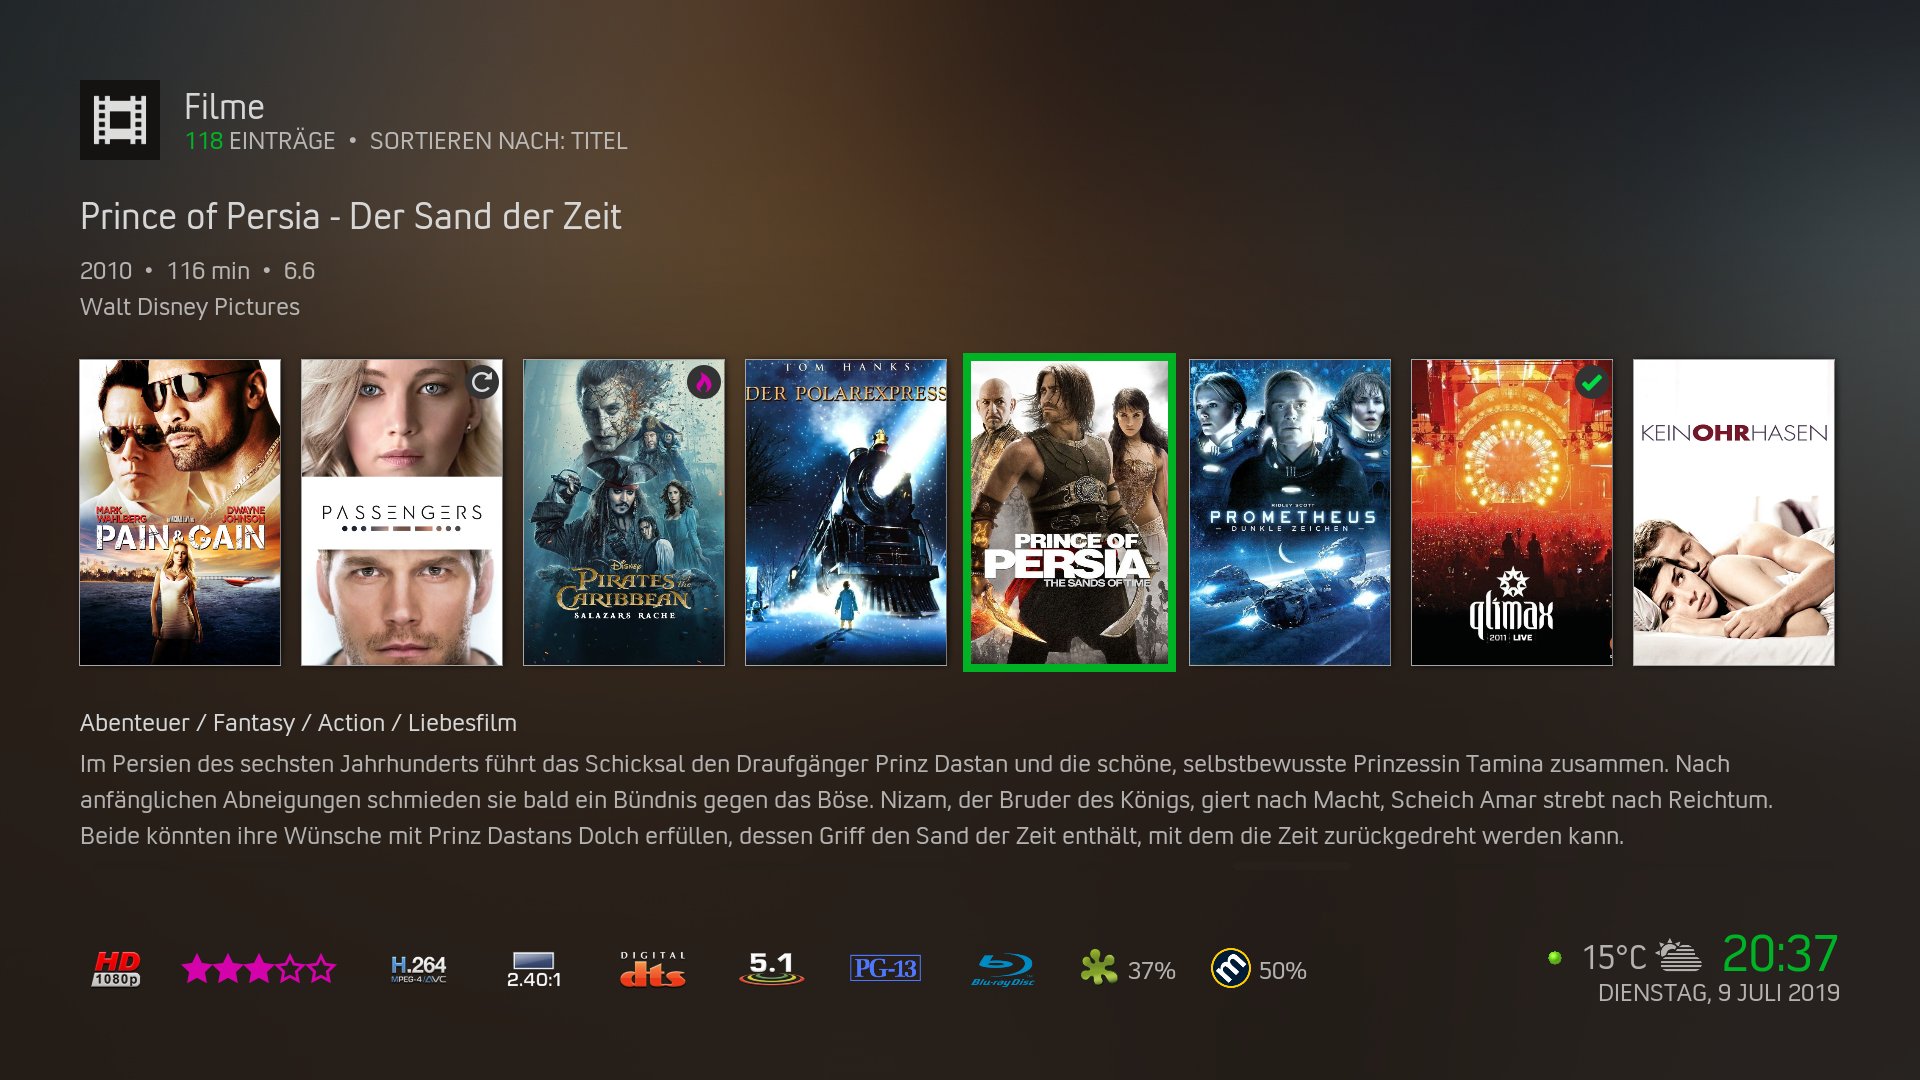 Filme
118 EINTRÄGE • SORTIEREN NACH: TITEL
Prince of Persia - Der Sand der Zeit
2010 • 116 min • 6.6
Walt Disney Pictures
MARK WAHLBERG
DWAYNE JOHNSON
PAIN & GAIN
PASSENGERS
Disney
PIRATES of the
CARIBBEAN
SALAZARS RACHE
TOM HANKS
DER POLAREXPRESS
PRINCE OF
PERSIA
THE SANDS OF TIME
RIDLEY SCOTT
PROMETHEUS
- DUNKLE ZEICHEN -
qlimax
2011 LIVE
KEINOHRHASEN
Abenteuer / Fantasy / Action / Liebesfilm
Im Persien des sechsten Jahrhunderts führt das Schicksal den Draufgänger Prinz Dastan und die schöne, selbstbewusste Prinzessin Tamina zusammen. Nach
anfänglichen Abneigungen schmieden sie bald ein Bündnis gegen das Böse. Nizam, der Bruder des Königs, giert nach Macht, Scheich Amar strebt nach Reichtum.
Beide könnten ihre Wünsche mit Prinz Dastans Dolch erfüllen, dessen Griff den Sand der Zeit enthält, mit dem die Zeit zurückgedreht werden kann.
HD
1080p
H.264
MPEG-4/AVC
2.40:1
DIGITAL
dts
5.1
PG-13
Blu-ray Disc
37%
m
50%
15°C
20:37
DIENSTAG, 9 JULI 2019